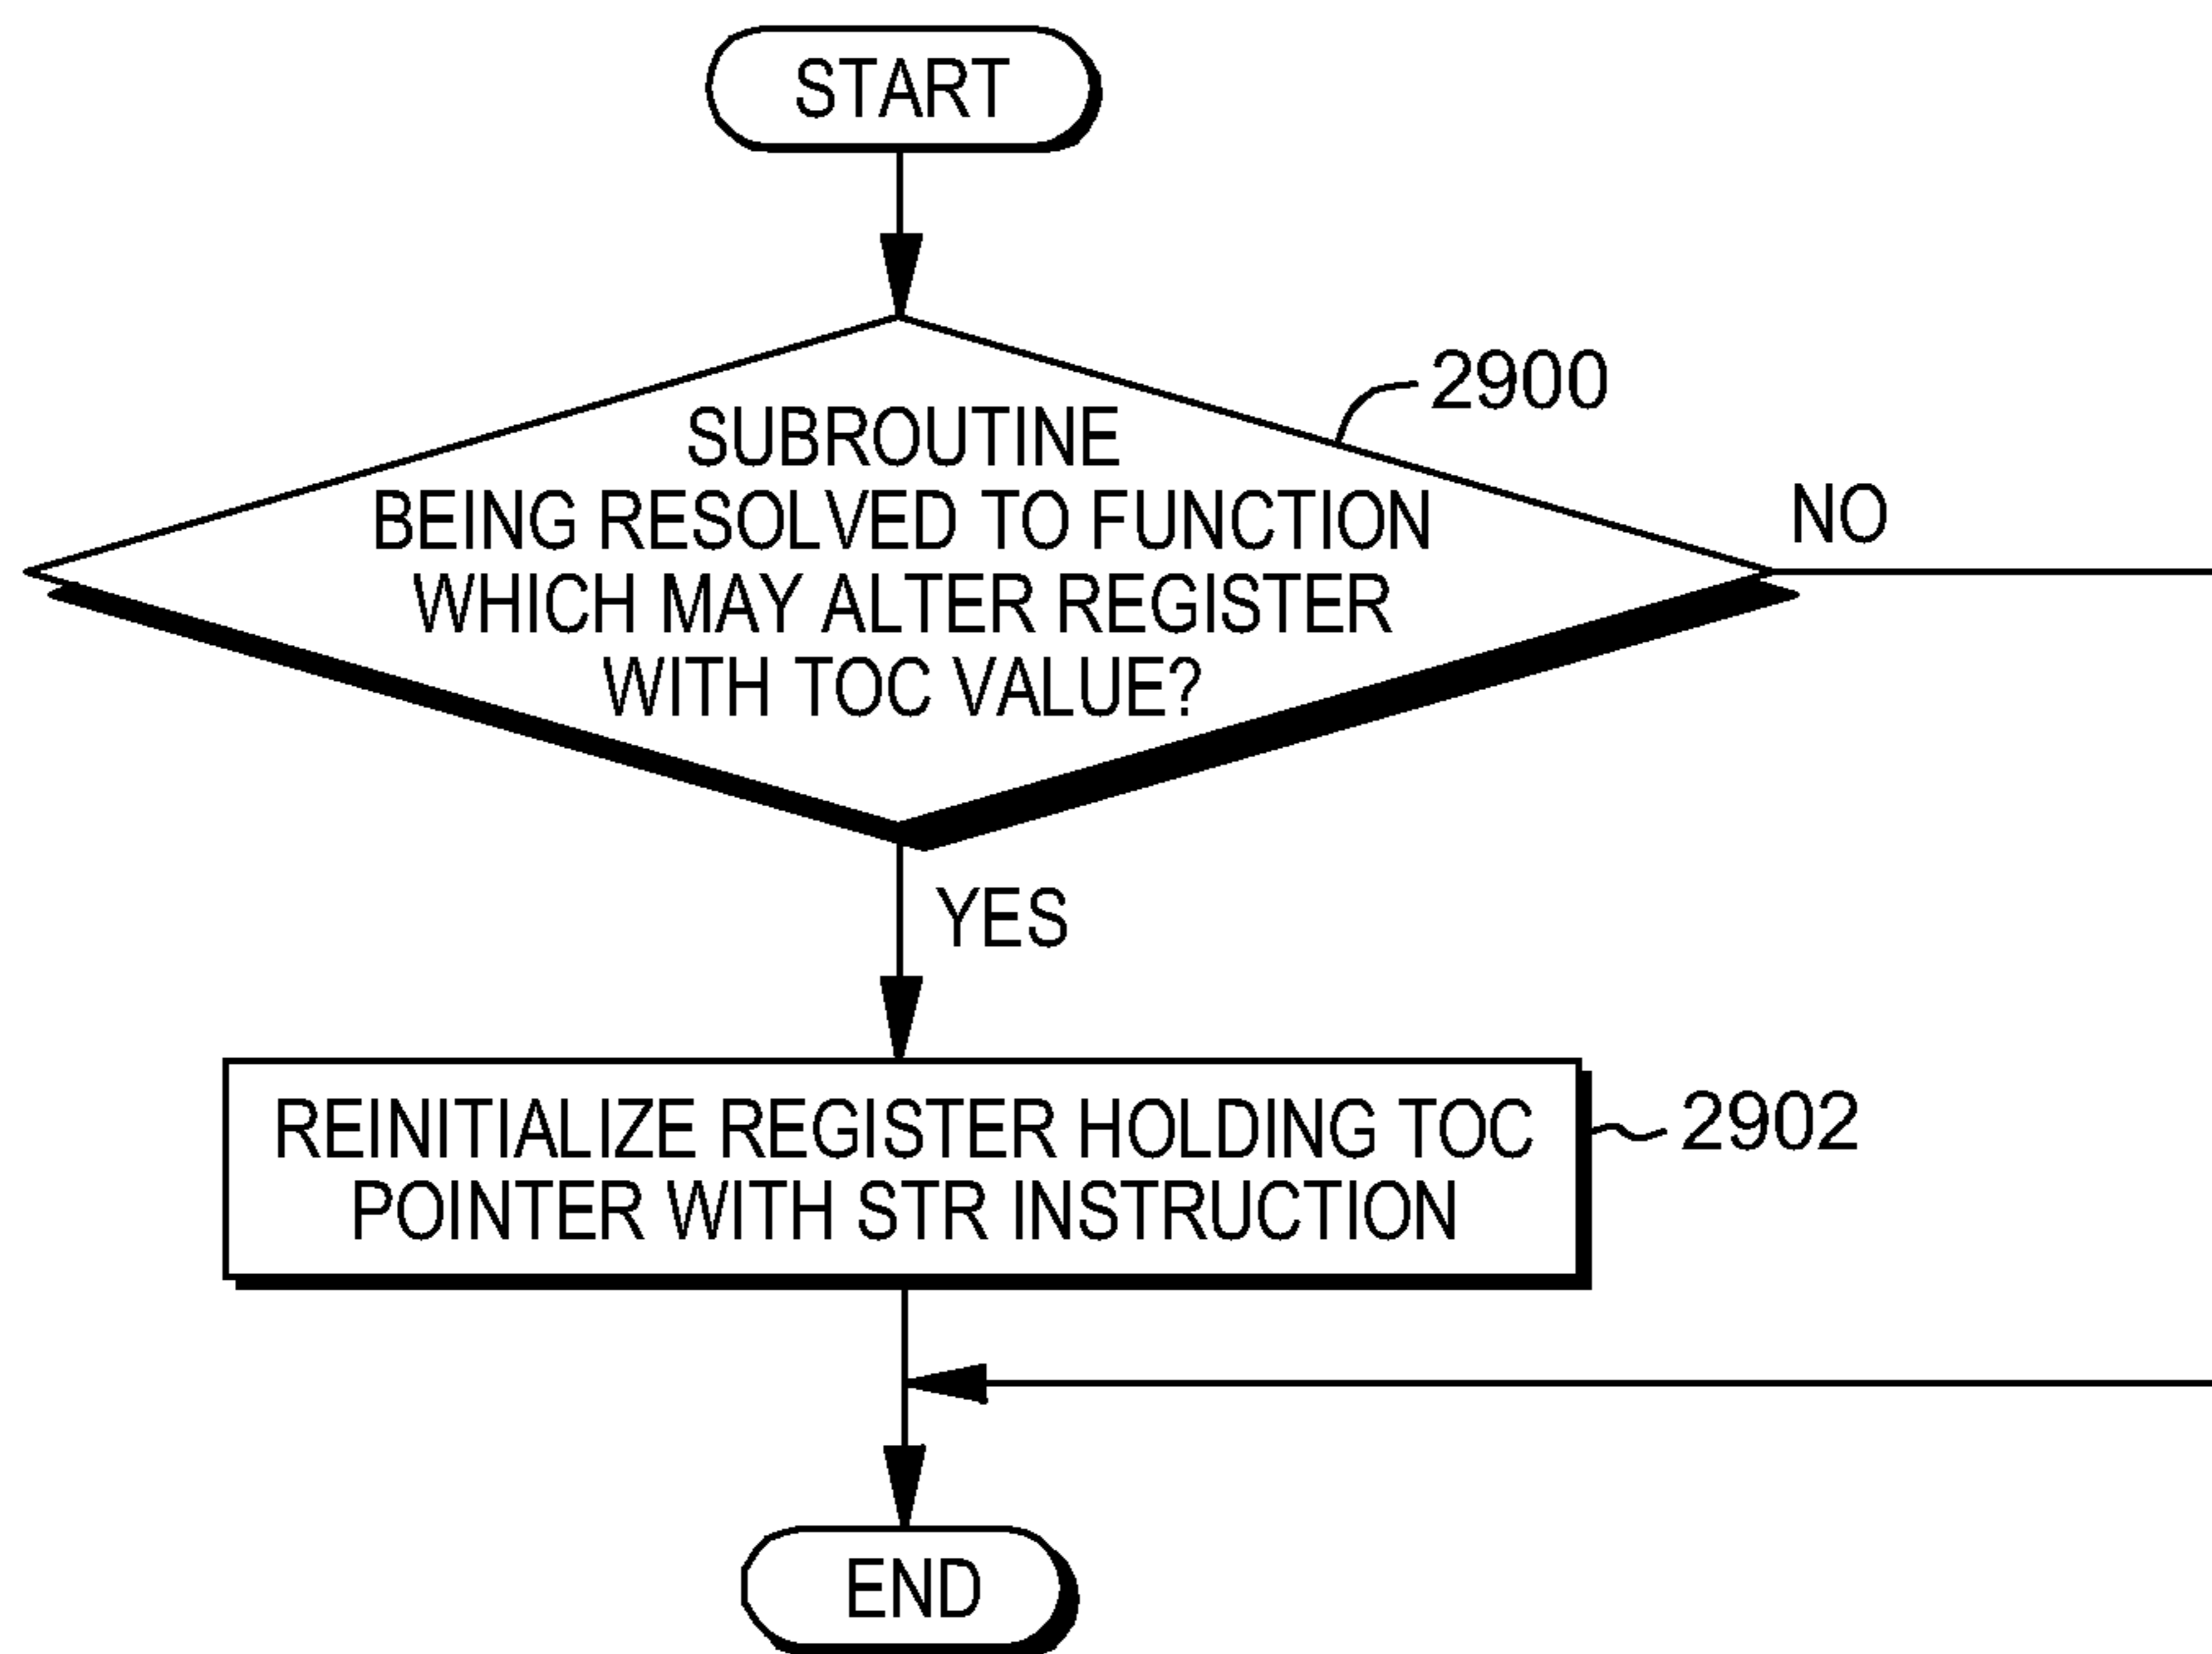 START
2900
SUBROUTINE
BEING RESOLVED TO FUNCTION
WHICH MAY ALTER REGISTER
WITH TOC VALUE?
NO
YES
REINITIALIZE REGISTER HOLDING TOC
POINTER WITH STR INSTRUCTION
2902
END